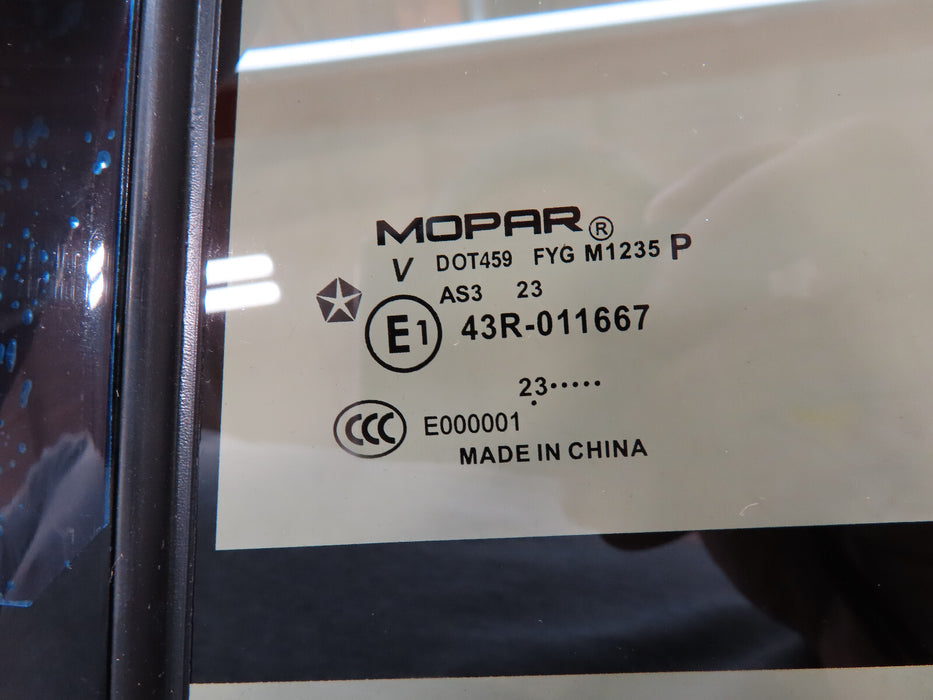 MOPAR®
V DOT459 FYG M1235 P
AS3 23
E1 43R-011667
23•••••
•
CCC E000001
MADE IN CHINA